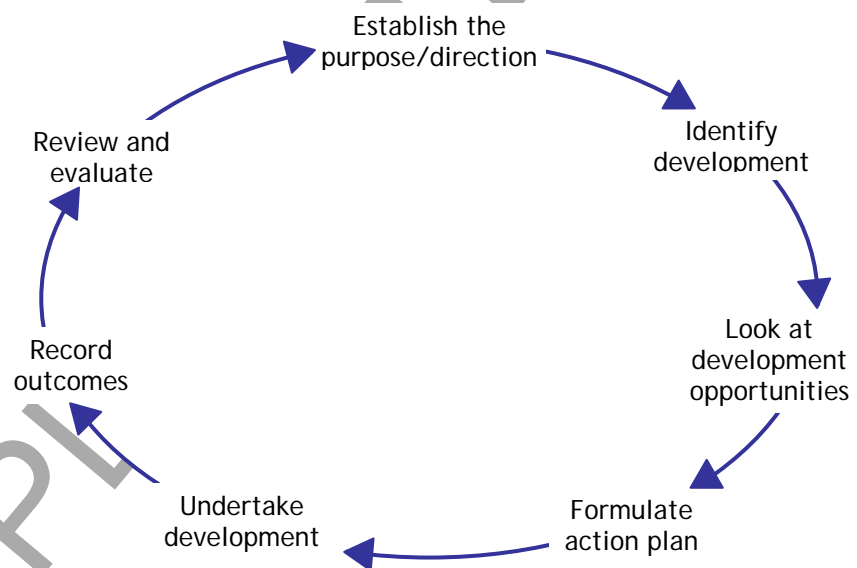 Establish the
purpose/direction
Identify
development
Look at
development
opportunities
Formulate
action plan
Undertake
development
Record
outcomes
Review and
evaluate
PL